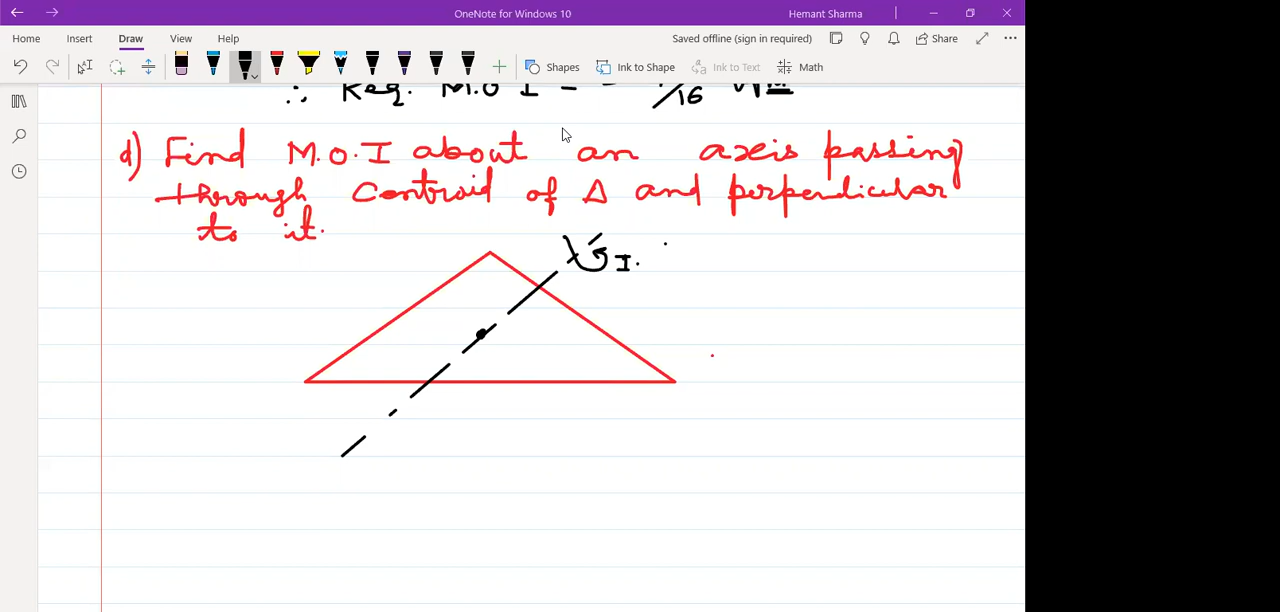 OneNote for Windows 10
Hemant Sharma
Home Insert Draw View Help
Saved offline (sign in required)
Share
Shapes Ink to Shape Ink to Text Math
∴ Req. M.O I = 1/16
d) Find M.O.I about an axis passing
through Centroid of Δ and perpendicular
to it.
I.